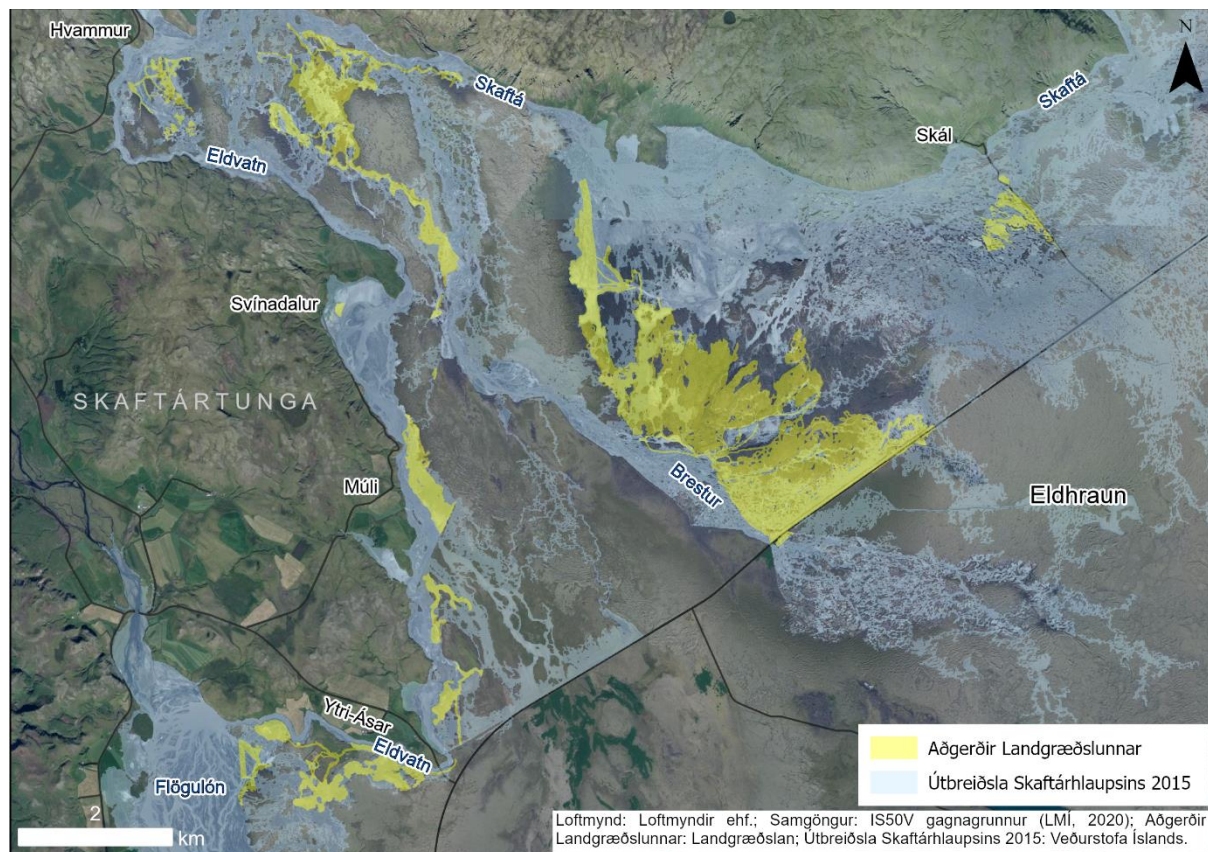 Hvammur
N
Skaftá
Skaftá
Skál
Eldvatn
Svínadalur
SKAFTÁRTUNGA
Múli
Brestur
Eldhraun
Ytri-Ásar
Eldvatn
Flögulón
Aðgerðir Landgræðslunnar
Útbreiðsla Skaftárhlaupsins 2015
2
km
Loftmynd: Loftmyndir ehf.; Samgöngur: IS50V gagnagrunnur (LMÍ, 2020); Aðgerðir
Landgræðslunnar: Landgræðslan; Útbreiðsla Skaftárhlaupsins 2015: Veðurstofa Íslands.